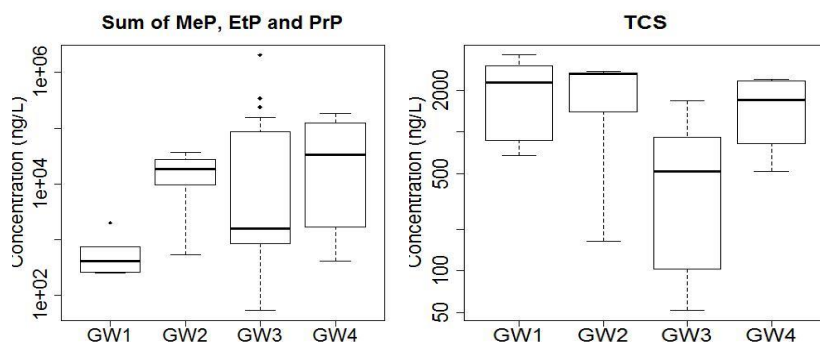 Sum of MeP, EtP and PrP
Concentration (ng/L)
1e+06
1e+04
1e+02
GW1 GW2 GW3 GW4
TCS
Concentration (ng/L)
2000
500
100
50
GW1 GW2 GW3 GW4